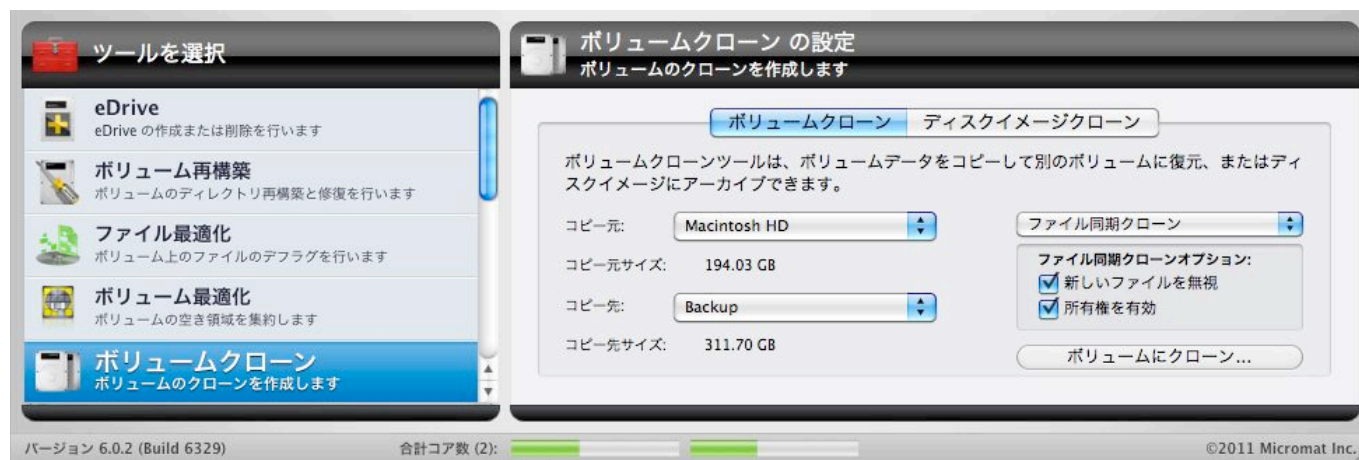 ツールを選択
eDrive
eDrive の作成または削除を行います
ボリューム再構築
ボリュームのディレクトリ再構築と修復を行います
ファイル最適化
ボリューム上のファイルのデフラグを行います
ボリューム最適化
ボリュームの空き領域を集約します
ボリュームクローン
ボリュームのクローンを作成します
ボリュームクローン の設定
ボリュームのクローンを作成します
ボリュームクローン
ディスクイメージクローン
ボリュームクローンツールは、ボリュームデータをコピーして別のボリュームに復元、またはディ
スクイメージにアーカイブできます。
コピー元: Macintosh HD
コピー元サイズ: 194.03 GB
コピー先: Backup
コピー先サイズ: 311.70 GB
ファイル同期クローン
ファイル同期クローンオプション:
新しいファイルを無視
所有権を有効
ボリュームにクローン...
バージョン 6.0.2 (Build 6329)
合計コア数 (2):
©2011 Micromat Inc.